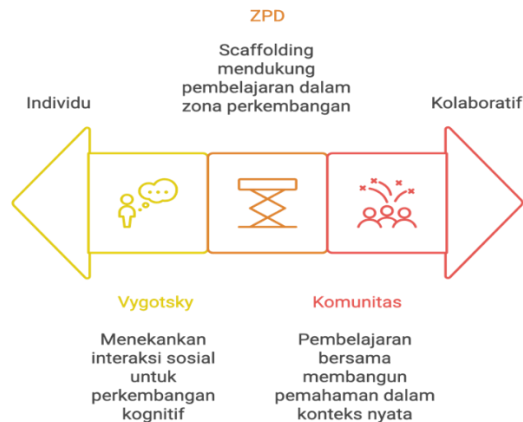 ZPD
Scaffolding
mendukung
pembelajaran dalam
zona perkembangan
Individu
Kolaboratif
Vygotsky
Menekankan
interaksi sosial
untuk
perkembangan
kognitif
Komunitas
Pembelajaran
bersama
membangun
pemahaman dalam
konteks nyata